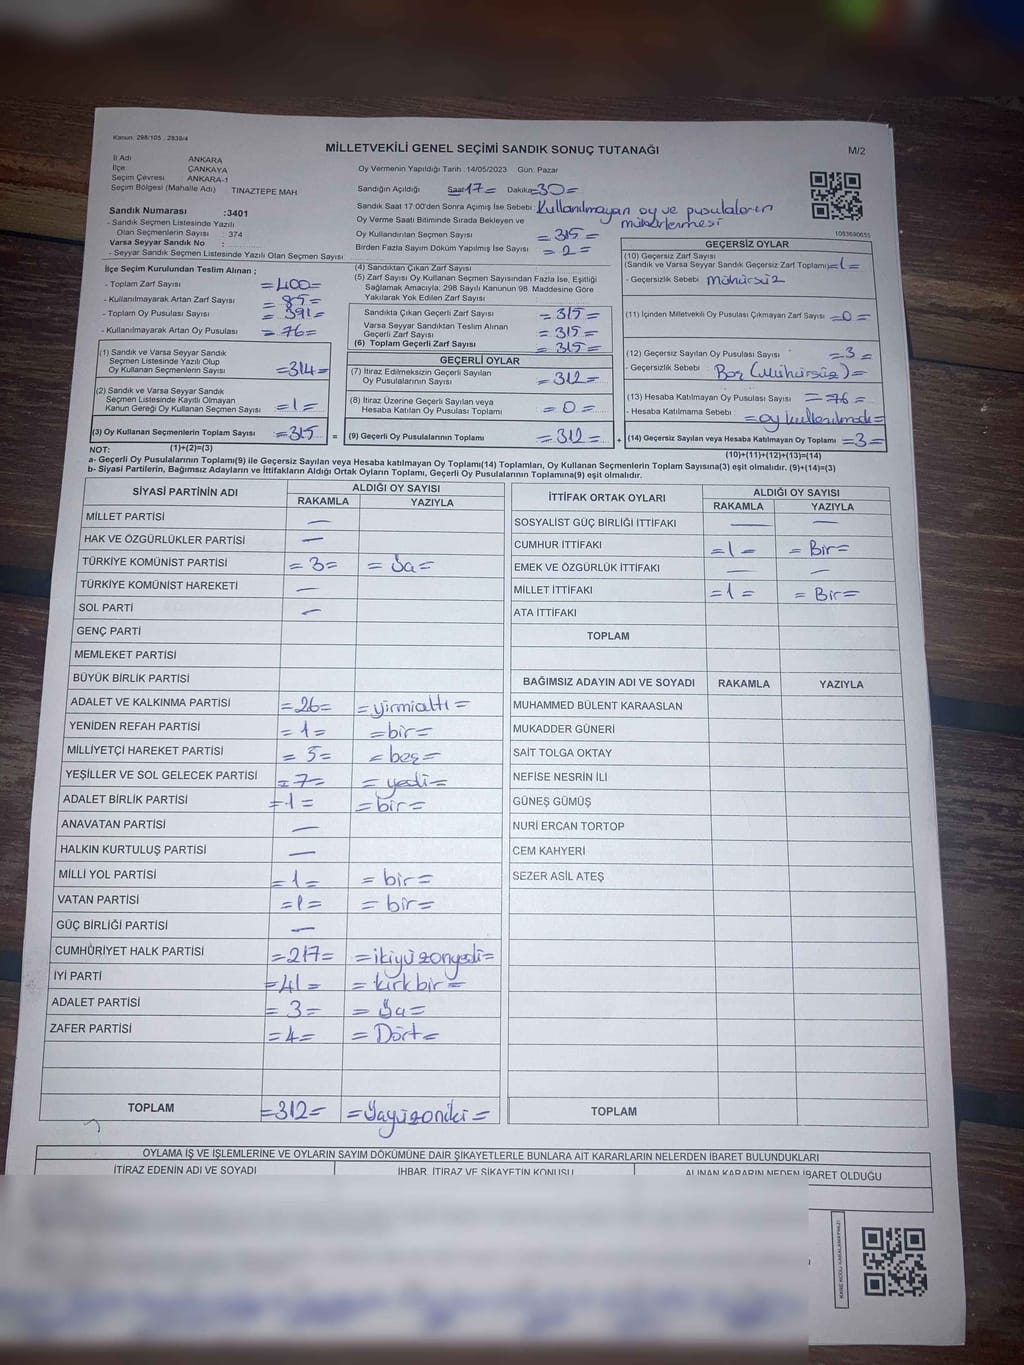 Kanun: 298/105 , 2839/4
MİLLETVEKİLİ GENEL SEÇİMİ SANDIK SONUÇ TUTANAĞI
M/2
İl Adı ANKARA
İlçe ÇANKAYA
Seçim Çevresi ANKARA-1
Seçim Bölgesi (Mahalle Adı) TINAZTEPE MAH
Oy Vermenin Yapıldığı Tarih :14/05/2023 Gün: Pazar
Sandığın Açıldığı Saat 17= Dakika=30=
Sandık Saat 17.00'den Sonra Açılmış İse Sebebi Kullanılmayan oy ve pusulaların
mühürlenmesi
Oy Verme Saati Bitiminde Sırada Bekleyen ve
Oy Kullandırılan Seçmen Sayısı =315=
Birden Fazla Sayım Döküm Yapılmış İse Sayısı =2=
1083690655
Sandık Numarası :3401
- Sandık Seçmen Listesinde Yazılı
Olan Seçmenlerin Sayısı : 374
Varsa Seyyar Sandık No :
- Seyyar Sandık Seçmen Listesinde Yazılı Olan Seçmen Sayısı
İlçe Seçim Kurulundan Teslim Alınan ;
- Toplam Zarf Sayısı =400=
- Kullanılmayarak Artan Zarf Sayısı =85=
- Toplam Oy Pusulası Sayısı =391=
- Kullanılmayarak Artan Oy Pusulası =76=
(1) Sandık ve Varsa Seyyar Sandık
Seçmen Listesinde Yazılı Olup
Oy Kullanan Seçmenlerin Sayısı =314=
(2) Sandık ve Varsa Seyyar Sandık
Seçmen Listesinde Kayıtlı Olmayan
Kanun Gereği Oy Kullanan Seçmen Sayısı =1=
(3) Oy Kullanan Seçmenlerin Toplam Sayısı =315
(4) Sandıktan Çıkan Zarf Sayısı
(5) Zarf Sayısı Oy Kullanan Seçmen Sayısından Fazla İse, Eşitliği
Sağlamak Amacıyla, 298 Sayılı Kanunun 98. Maddesine Göre
Yakılarak Yok Edilen Zarf Sayısı
Sandıkta Çıkan Geçerli Zarf Sayısı =315=
Varsa Seyyar Sandıktan Teslim Alınan
Geçerli Zarf Sayısı =315=
(6) Toplam Geçerli Zarf Sayısı =315=
GEÇERLİ OYLAR
(7) İtiraz Edilmeksizin Geçerli Sayılan
Oy Pusulalarının Sayısı =312=
(8) İtiraz Üzerine Geçerli Sayılan veya
Hesaba Katılan Oy Pusulası Toplamı =0=
= (9) Geçerli Oy Pusulalarının Toplamı =312=
GEÇERSİZ OYLAR
(10) Geçersiz Zarf Sayısı
(Sandık ve Varsa Seyyar Sandık Geçersiz Zarf Toplamı)=1=
- Geçersizlik Sebebi Mühürsüz
(11) İçinden Milletvekili Oy Pusulası Çıkmayan Zarf Sayısı =0=
(12) Geçersiz Sayılan Oy Pusulası Sayısı =3=
- Geçersizlik Sebebi Boş (Mühürsüz)=
(13) Hesaba Katılmayan Oy Pusulası Sayısı =76=
- Hesaba Katılmama Sebebi =oy kullanılmadı=
+ (14) Geçersiz Sayılan veya Hesaba Katılmayan Oy Toplamı =3=
NOT: (1)+(2)=(3)
(10)+(11)+(12)+(13)=(14)
a- Geçerli Oy Pusulalarının Toplamı(9) ile Geçersiz Sayılan veya Hesaba katılmayan Oy Toplamı(14) Toplamları, Oy Kullanan Seçmenlerin Toplam Sayısına(3) eşit olmalıdır. (9)+(14)=(3)
b- Siyasi Partilerin, Bağımsız Adayların ve İttifakların Aldığı Ortak Oyların Toplamı, Geçerli Oy Pusulalarının Toplamına(9) eşit olmalıdır.
SİYASİ PARTİNİN ADI ALDIĞI OY SAYISI
RAKAMLA YAZIYLA
MİLLET PARTİSİ —
HAK VE ÖZGÜRLÜKLER PARTİSİ —
TÜRKİYE KOMÜNİST PARTİSİ =3= =Üç=
TÜRKİYE KOMÜNİST HAREKETİ —
SOL PARTİ —
GENÇ PARTİ
MEMLEKET PARTİSİ
BÜYÜK BİRLİK PARTİSİ
ADALET VE KALKINMA PARTİSİ =26= =yirmialtı=
YENİDEN REFAH PARTİSİ =1= =bir=
MİLLİYETÇİ HAREKET PARTİSİ =5= =beş=
YEŞİLLER VE SOL GELECEK PARTİSİ =7= =yedi=
ADALET BİRLİK PARTİSİ =1= =bir=
ANAVATAN PARTİSİ —
HALKIN KURTULUŞ PARTİSİ —
MİLLİ YOL PARTİSİ =1= =bir=
VATAN PARTİSİ =1= =bir=
GÜÇ BİRLİĞİ PARTİSİ —
CUMHURİYET HALK PARTİSİ =217= =ikiyüzonyedi=
İYİ PARTİ =41= =kırkbir=
ADALET PARTİSİ =3= =Üç=
ZAFER PARTİSİ =4= =Dört=
TOPLAM =312= =Üçyüzoniki=
İTTİFAK ORTAK OYLARI ALDIĞI OY SAYISI
RAKAMLA YAZIYLA
SOSYALİST GÜÇ BİRLİĞİ İTTİFAKI — —
CUMHUR İTTİFAKI =1= =Bir=
EMEK VE ÖZGÜRLÜK İTTİFAKI — —
MİLLET İTTİFAKI =1= =Bir=
ATA İTTİFAKI
TOPLAM
BAĞIMSIZ ADAYIN ADI VE SOYADI RAKAMLA YAZIYLA
MUHAMMED BÜLENT KARAASLAN
MUKADDER GÜNERİ
SAİT TOLGA OKTAY
NEFİSE NESRİN İLİ
GÜNEŞ GÜMÜŞ
NURİ ERCAN TORTOP
CEM KAHYERİ
SEZER ASİL ATEŞ
TOPLAM
OYLAMA İŞ VE İŞLEMLERİNE VE OYLARIN SAYIM DÖKÜMÜNE DAİR ŞİKAYETLERLE BUNLARA AİT KARARLARIN NELERDEN İBARET BULUNDUKLARI
İTİRAZ EDENİN ADI VE SOYADI İHBAR, İTİRAZ VE ŞİKAYETİN KONUSU ALINAN KARARIN NEDEN İBARET OLDUĞU